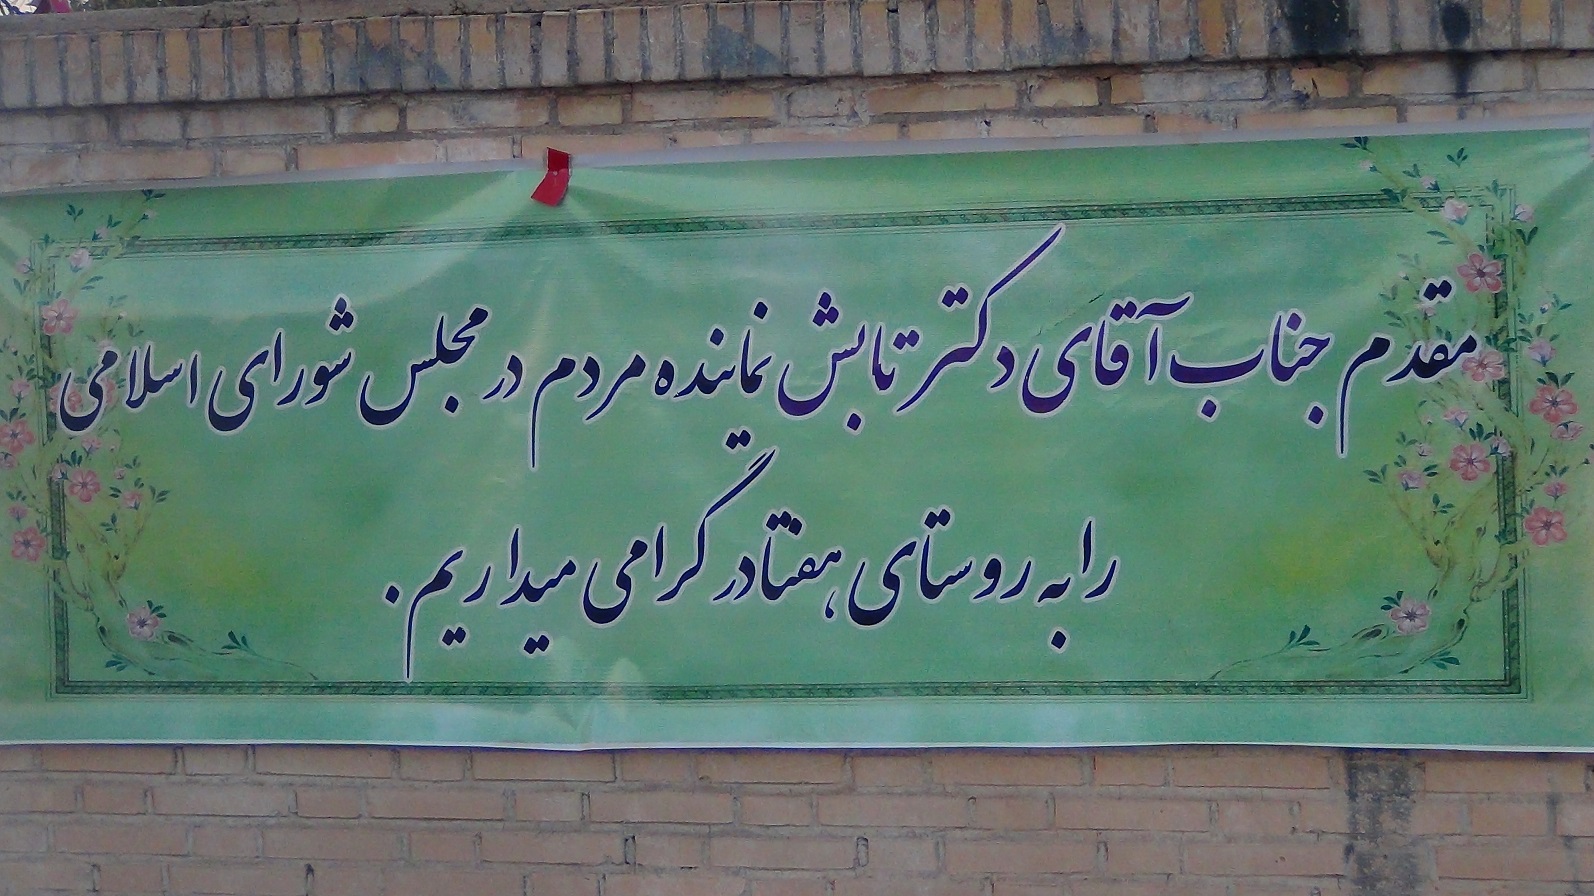 مقدم جناب آقای دکتر تابش نماینده مردم در مجلس شورای اسلامی
را به روستای هفتادر گرامی میداریم .